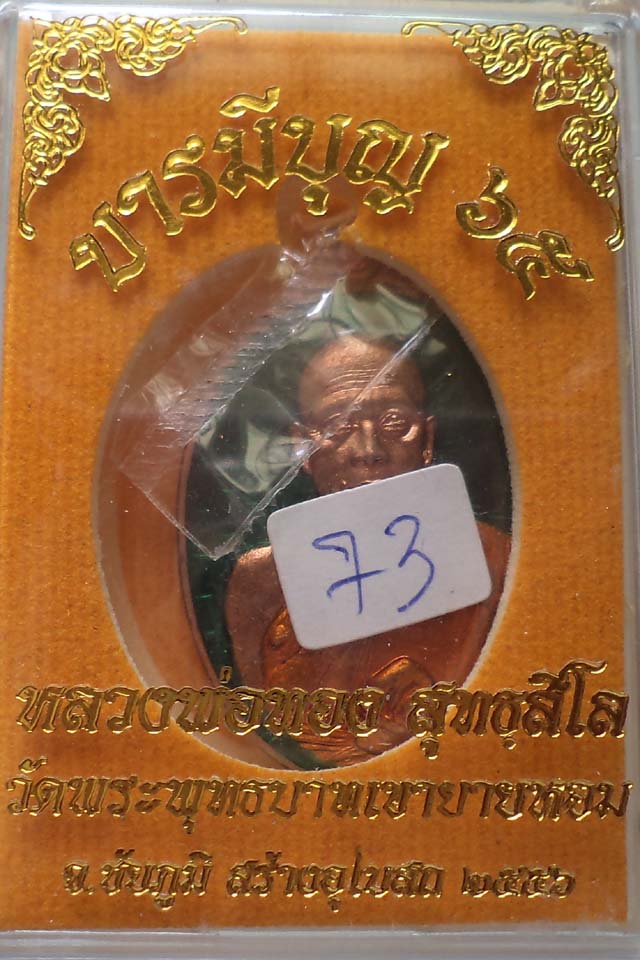 บารมีบุญ ๖๕
73
หลวงพ่อทอง สุทธฺสีโล
วัดพระพุทธบาทเขายายหอม
จ.ชัยภูมิ สร้างอุโบสถ ๒๕๕๖